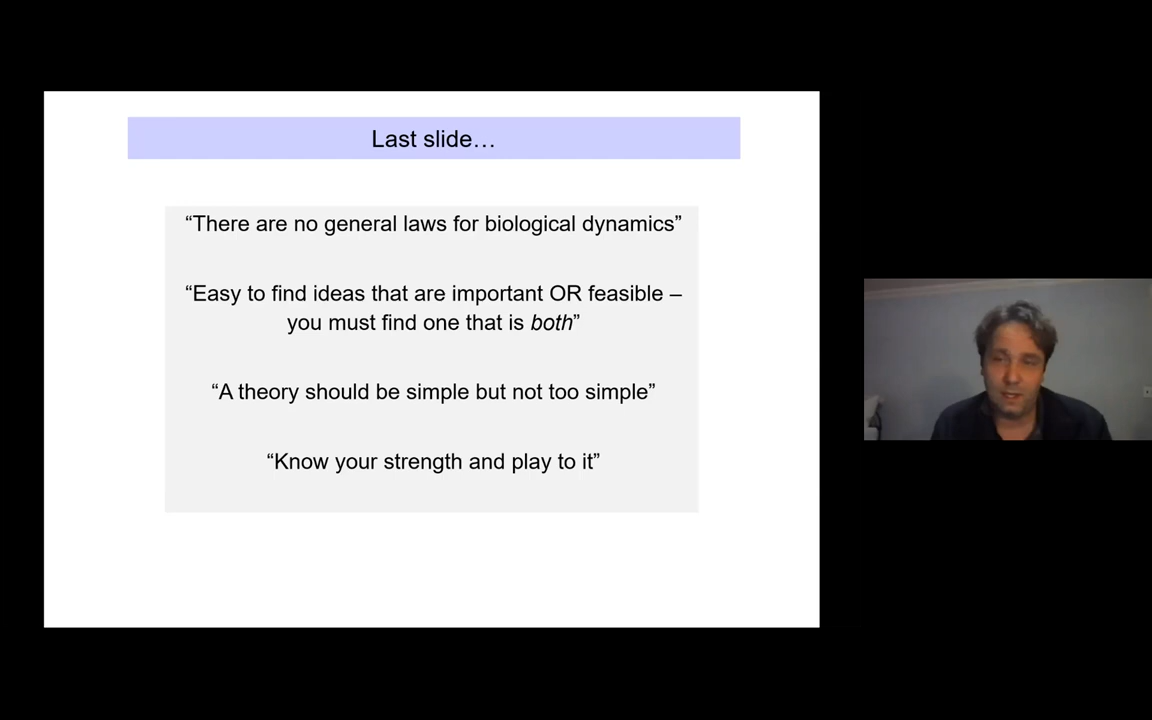 Last slide…
“There are no general laws for biological dynamics”
“Easy to find ideas that are important OR feasible –
you must find one that is both”
“A theory should be simple but not too simple”
“Know your strength and play to it”